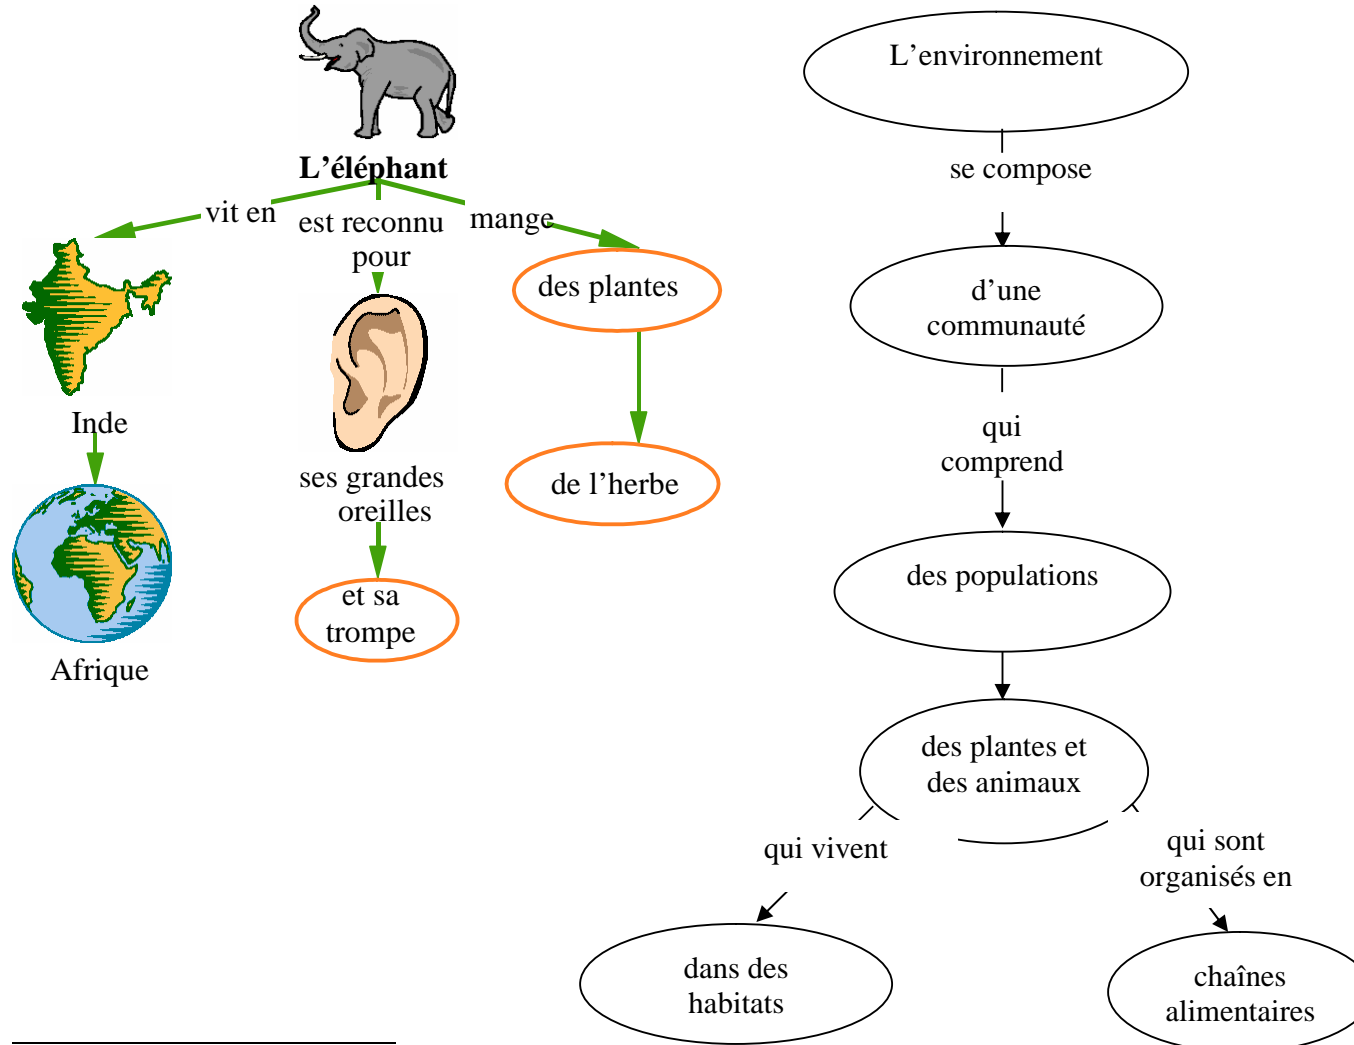 L'éléphant
vit en
est reconnu
pour
mange
Inde
Afrique
ses grandes
oreilles
et sa
trompe
des plantes
de l'herbe
L'environnement
se compose
d'une
communauté
qui
comprend
des populations
des plantes et
des animaux
qui vivent
dans des
habitats
qui sont
organisés en
chaînes
alimentaires